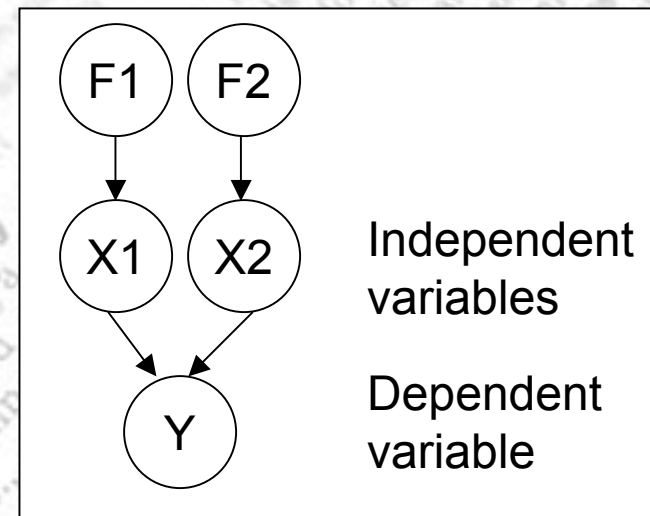 F1 F2
X1 X2
Independent
variables
Y
Dependent
variable